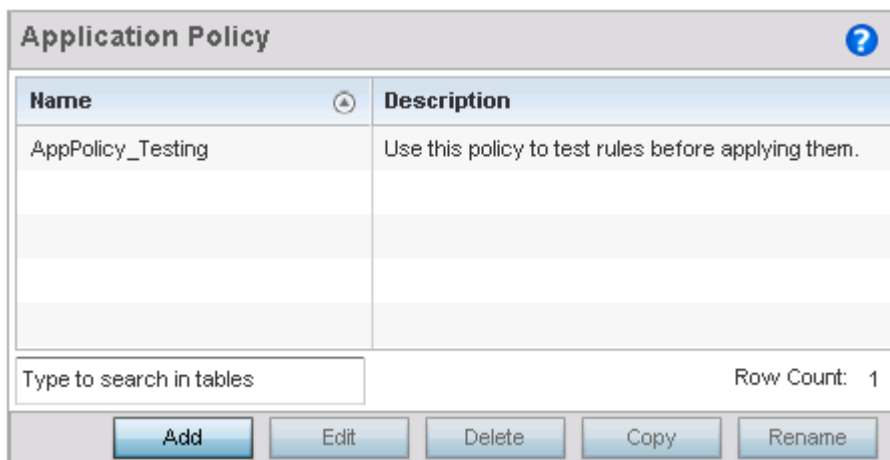 Application Policy
?
Name Description
AppPolicy_Testing Use this policy to test rules before applying them.
Type to search in tables Row Count: 1
Add Edit Delete Copy Rename